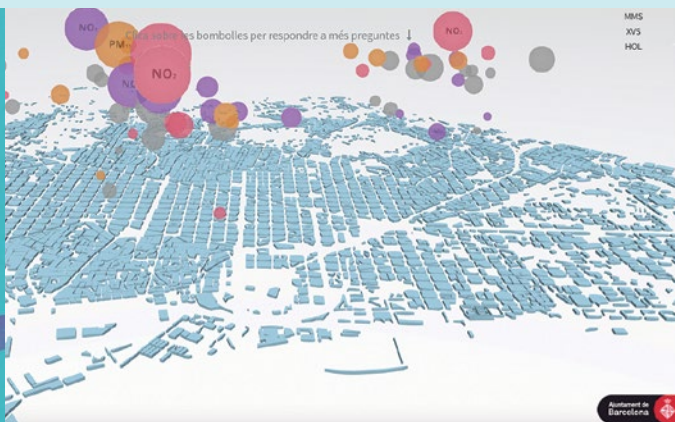 NO₂
PM
Clica sobre les bombolles per respondre a més preguntes ↓
NO₂
NO₂
MMS
XVS
HOL
Ajuntament de
Barcelona